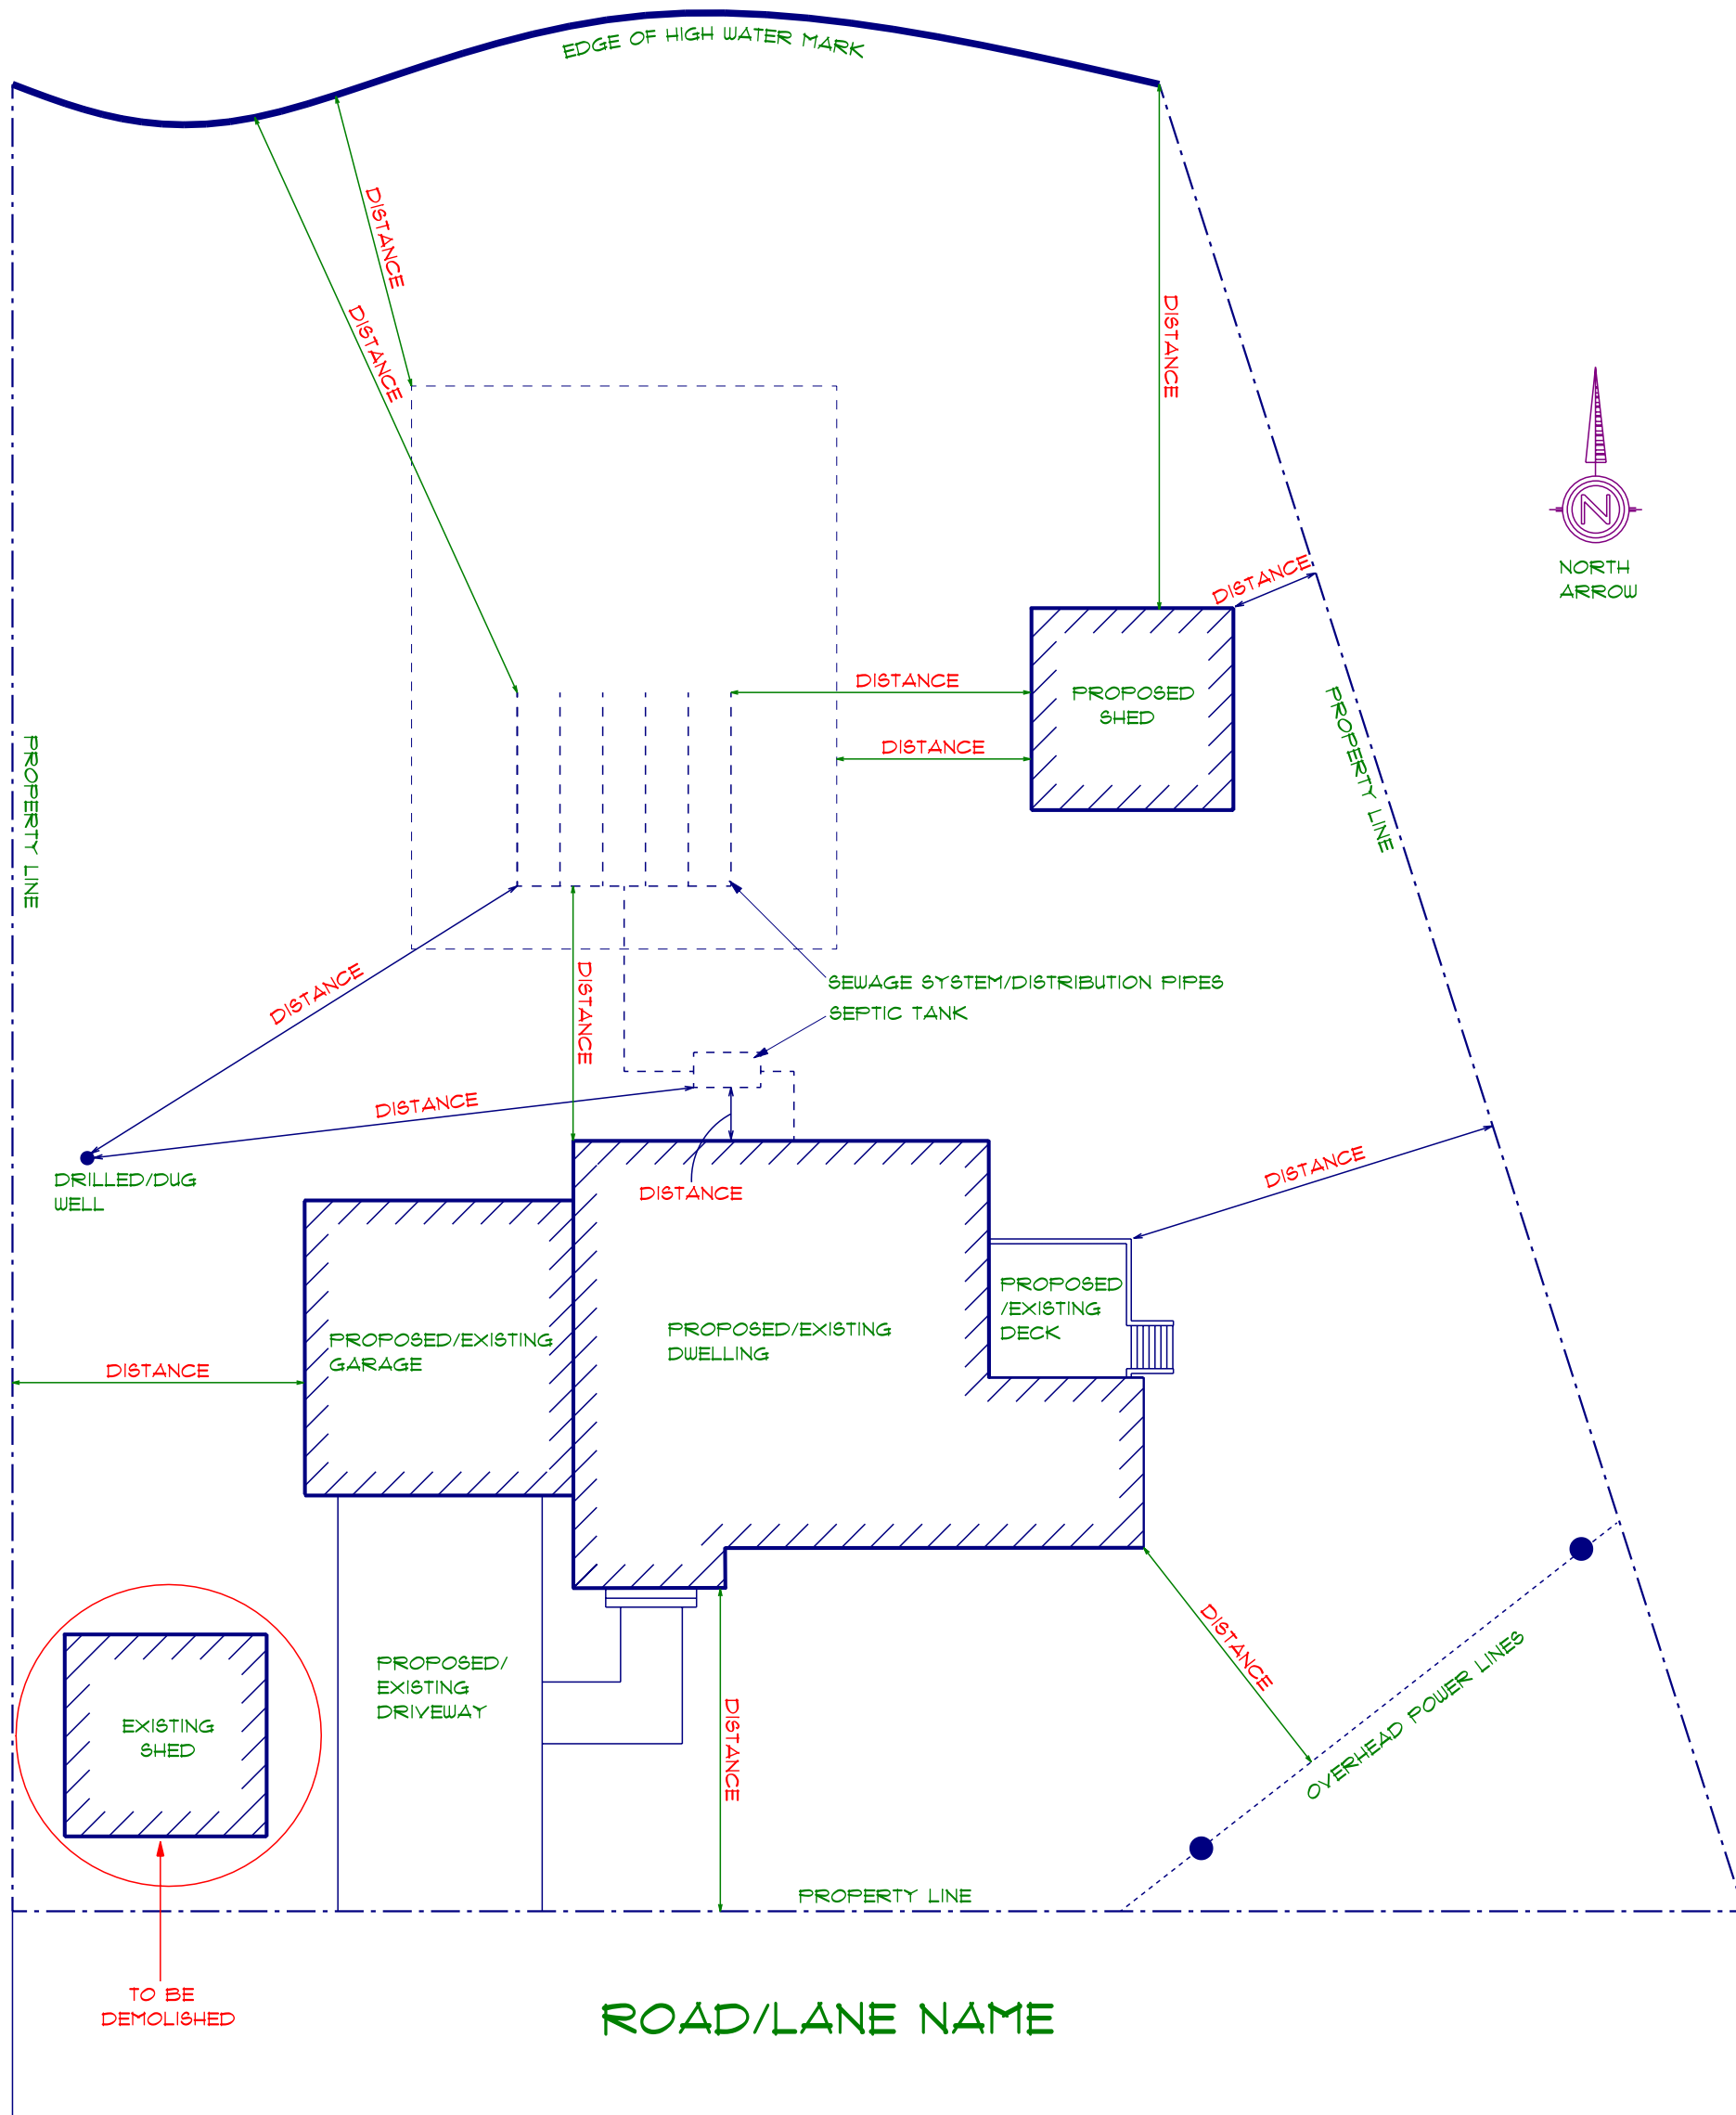 EDGE OF HIGH WATER MARK
DISTANCE
DISTANCE
DISTANCE
N
NORTH
ARROW
DISTANCE
DISTANCE
PROPOSED
SHED
DISTANCE
PROPERTY LINE
PROPERTY LINE
DISTANCE
DISTANCE
SEWAGE SYSTEM/DISTRIBUTION PIPES
SEPTIC TANK
DISTANCE
DRILLED/DUG
WELL
DISTANCE
DISTANCE
PROPOSED
/EXISTING
DECK
PROPOSED/EXISTING
DWELLING
PROPOSED/EXISTING
GARAGE
DISTANCE
DISTANCE
PROPOSED/
EXISTING
DRIVEWAY
DISTANCE
OVERHEAD POWER LINES
EXISTING
SHED
PROPERTY LINE
TO BE
DEMOLISHED
ROAD/LANE NAME